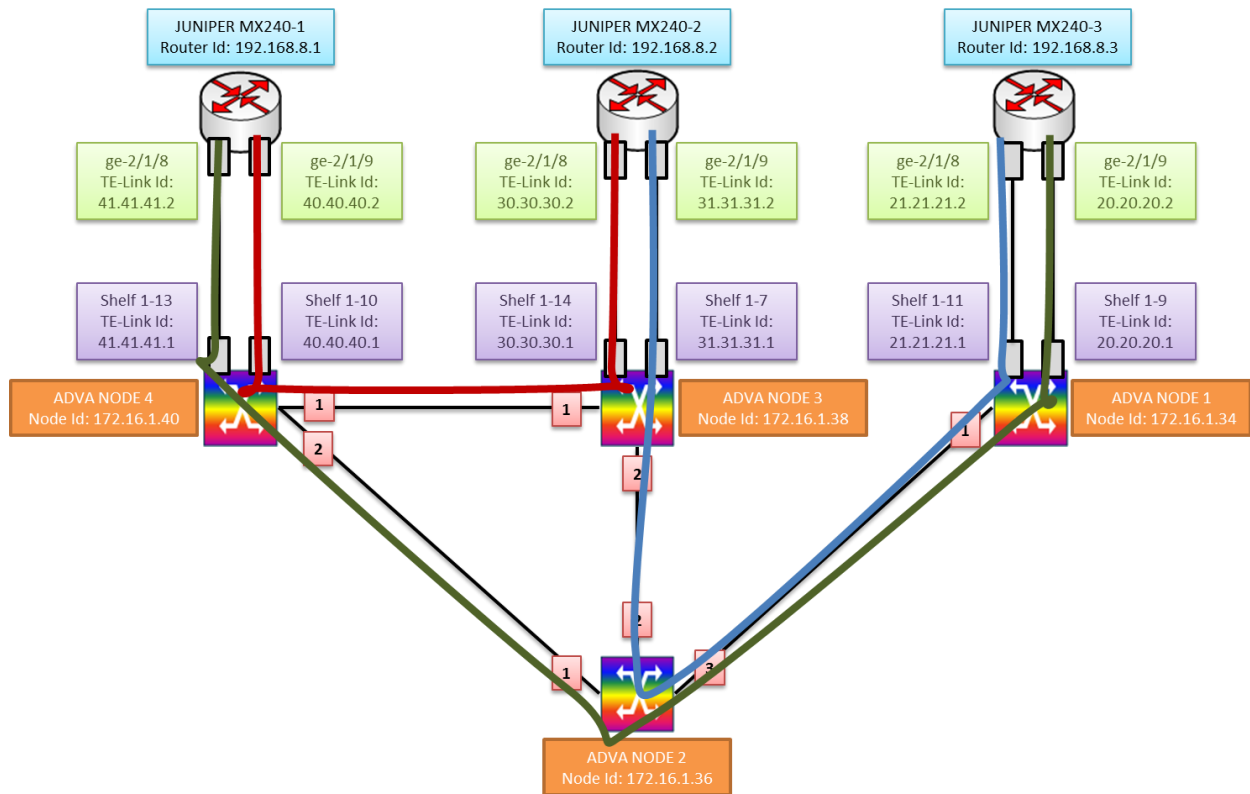 JUNIPER MX240-1
Router Id: 192.168.8.1
JUNIPER MX240-2
Router Id: 192.168.8.2
JUNIPER MX240-3
Router Id: 192.168.8.3
ge-2/1/8
TE-Link Id:
41.41.41.2
ge-2/1/9
TE-Link Id:
40.40.40.2
ge-2/1/8
TE-Link Id:
30.30.30.2
ge-2/1/9
TE-Link Id:
31.31.31.2
ge-2/1/8
TE-Link Id:
21.21.21.2
ge-2/1/9
TE-Link Id:
20.20.20.2
Shelf 1-13
TE-Link Id:
41.41.41.1
Shelf 1-10
TE-Link Id:
40.40.40.1
Shelf 1-14
TE-Link Id:
30.30.30.1
Shelf 1-7
TE-Link Id:
31.31.31.1
Shelf 1-11
TE-Link Id:
21.21.21.1
Shelf 1-9
TE-Link Id:
20.20.20.1
ADVA NODE 4
Node Id: 172.16.1.40
1
1
ADVA NODE 3
Node Id: 172.16.1.38
1
ADVA NODE 1
Node Id: 172.16.1.34
2
2
2
1
3
ADVA NODE 2
Node Id: 172.16.1.36